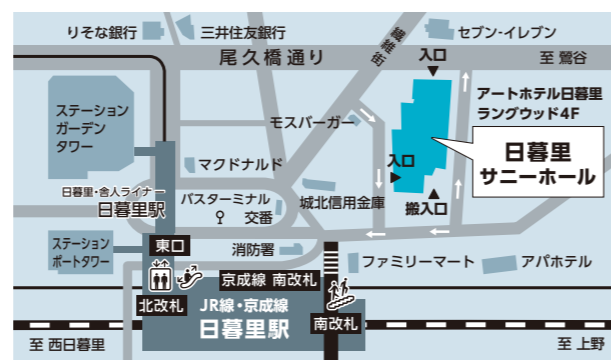 りそな銀行
三井住友銀行
繊維街
セブン-イレブン
尾久橋通り
入口
至 鶯谷
ステーション
ガーデン
タワー
モスバーガー
アートホテル日暮里
ラングウッド4F
日暮里
サニーホール
マクドナルド
入口
日暮里・舎人ライナー
日暮里駅
バスターミナル
交番
城北信用金庫
搬入口
ステーション
ポートタワー
東口
消防署
ファミリーマート
アパホテル
京成線 南改札
北改札
JR線・京成線
日暮里駅
南改札
至 西日暮里
至 上野